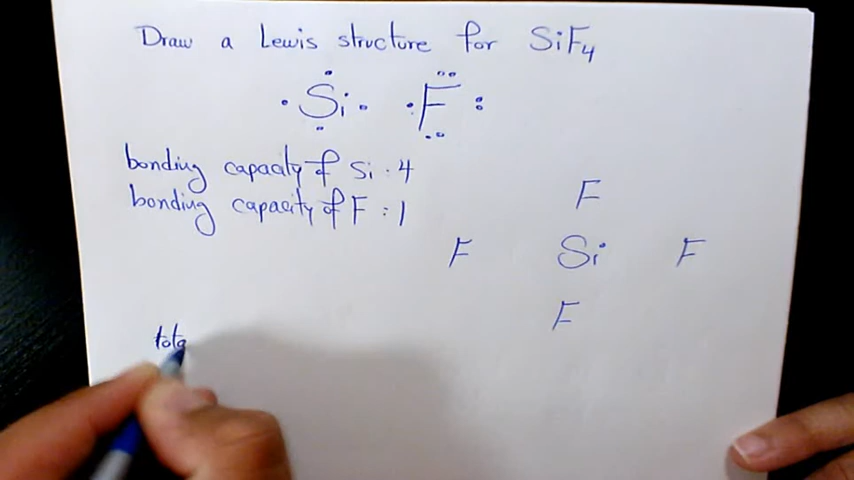 Draw a Lewis structure for SiF4
Si F
bonding capacity of Si : 4
bonding capacity of F : 1
F
F Si F
F
tota